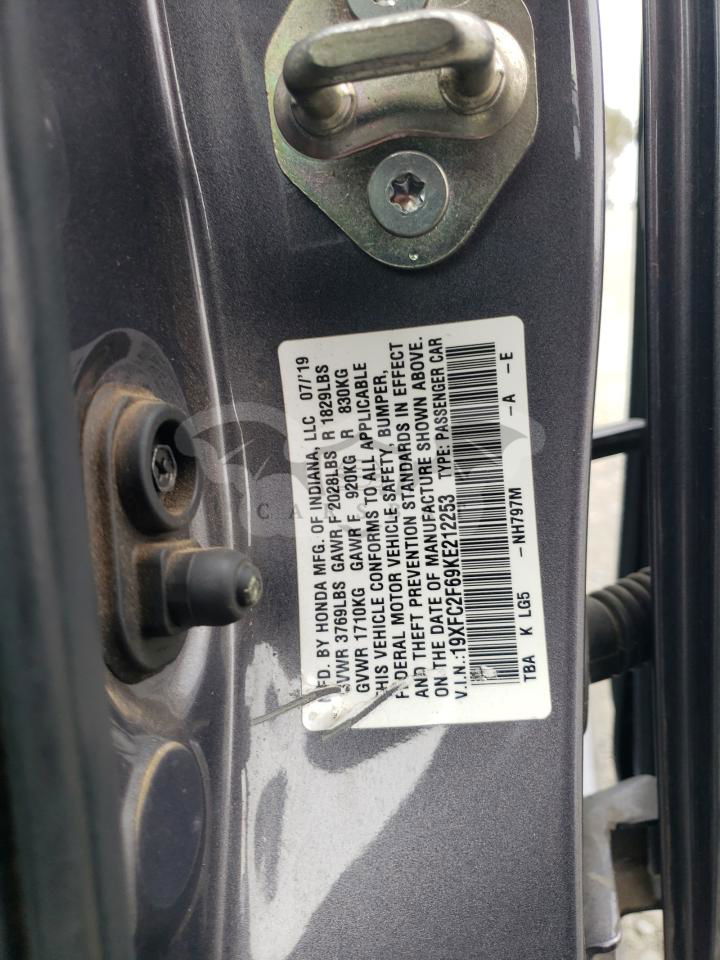 MFD. BY HONDA MFG. OF INDIANA, LLC 07/'19
GVWR 3769LBS GAWR F 2028LBS R 1829LBS
GVWR 1710KG GAWR F 920KG R 830KG
THIS VEHICLE CONFORMS TO ALL APPLICABLE
FEDERAL MOTOR VEHICLE SAFETY, BUMPER,
AND THEFT PREVENTION STANDARDS IN EFFECT
ON THE DATE OF MANUFACTURE SHOWN ABOVE.
V.I.N.:19XFC2F69KE212253 TYPE: PASSENGER CAR
TBA K LG5 -NH797M -A -E